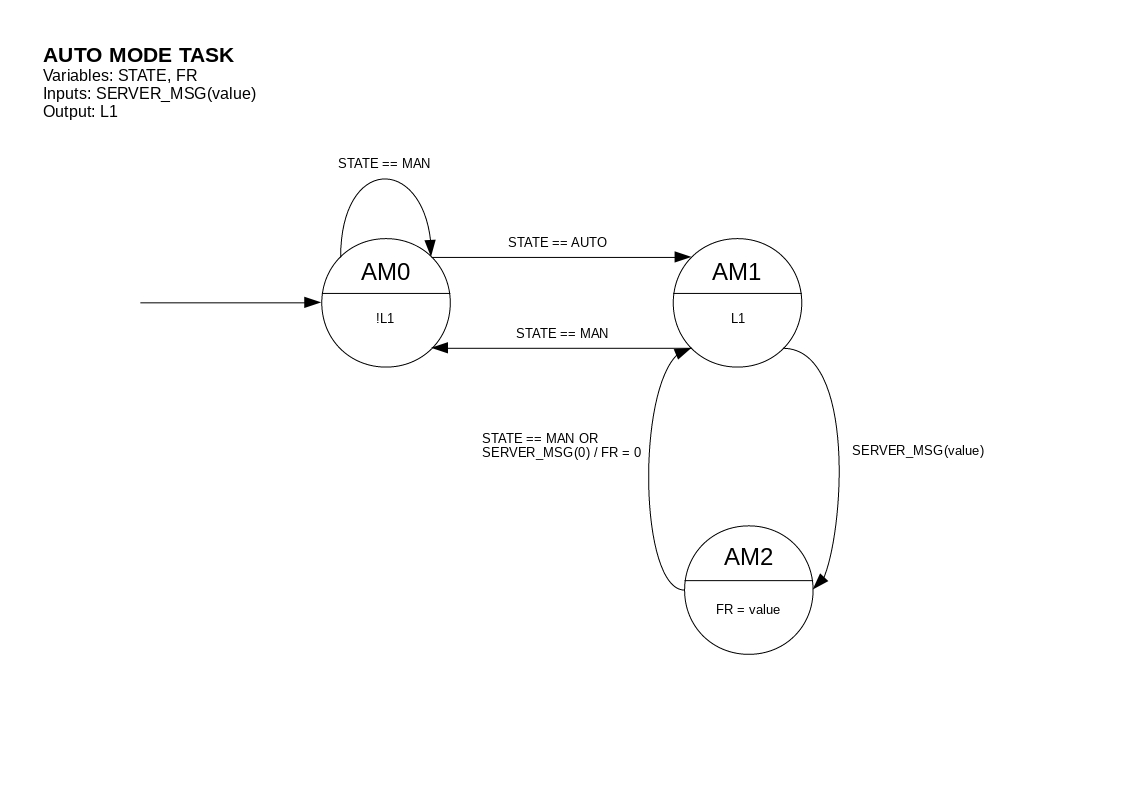 AUTO MODE TASK
Variables: STATE, FR
Inputs: SERVER_MSG(value)
Output: L1
STATE == MAN
STATE == AUTO
AM0
AM1
!L1
L1
STATE == MAN
STATE == MAN OR
SERVER_MSG(0) / FR = 0
SERVER_MSG(value)
AM2
FR = value